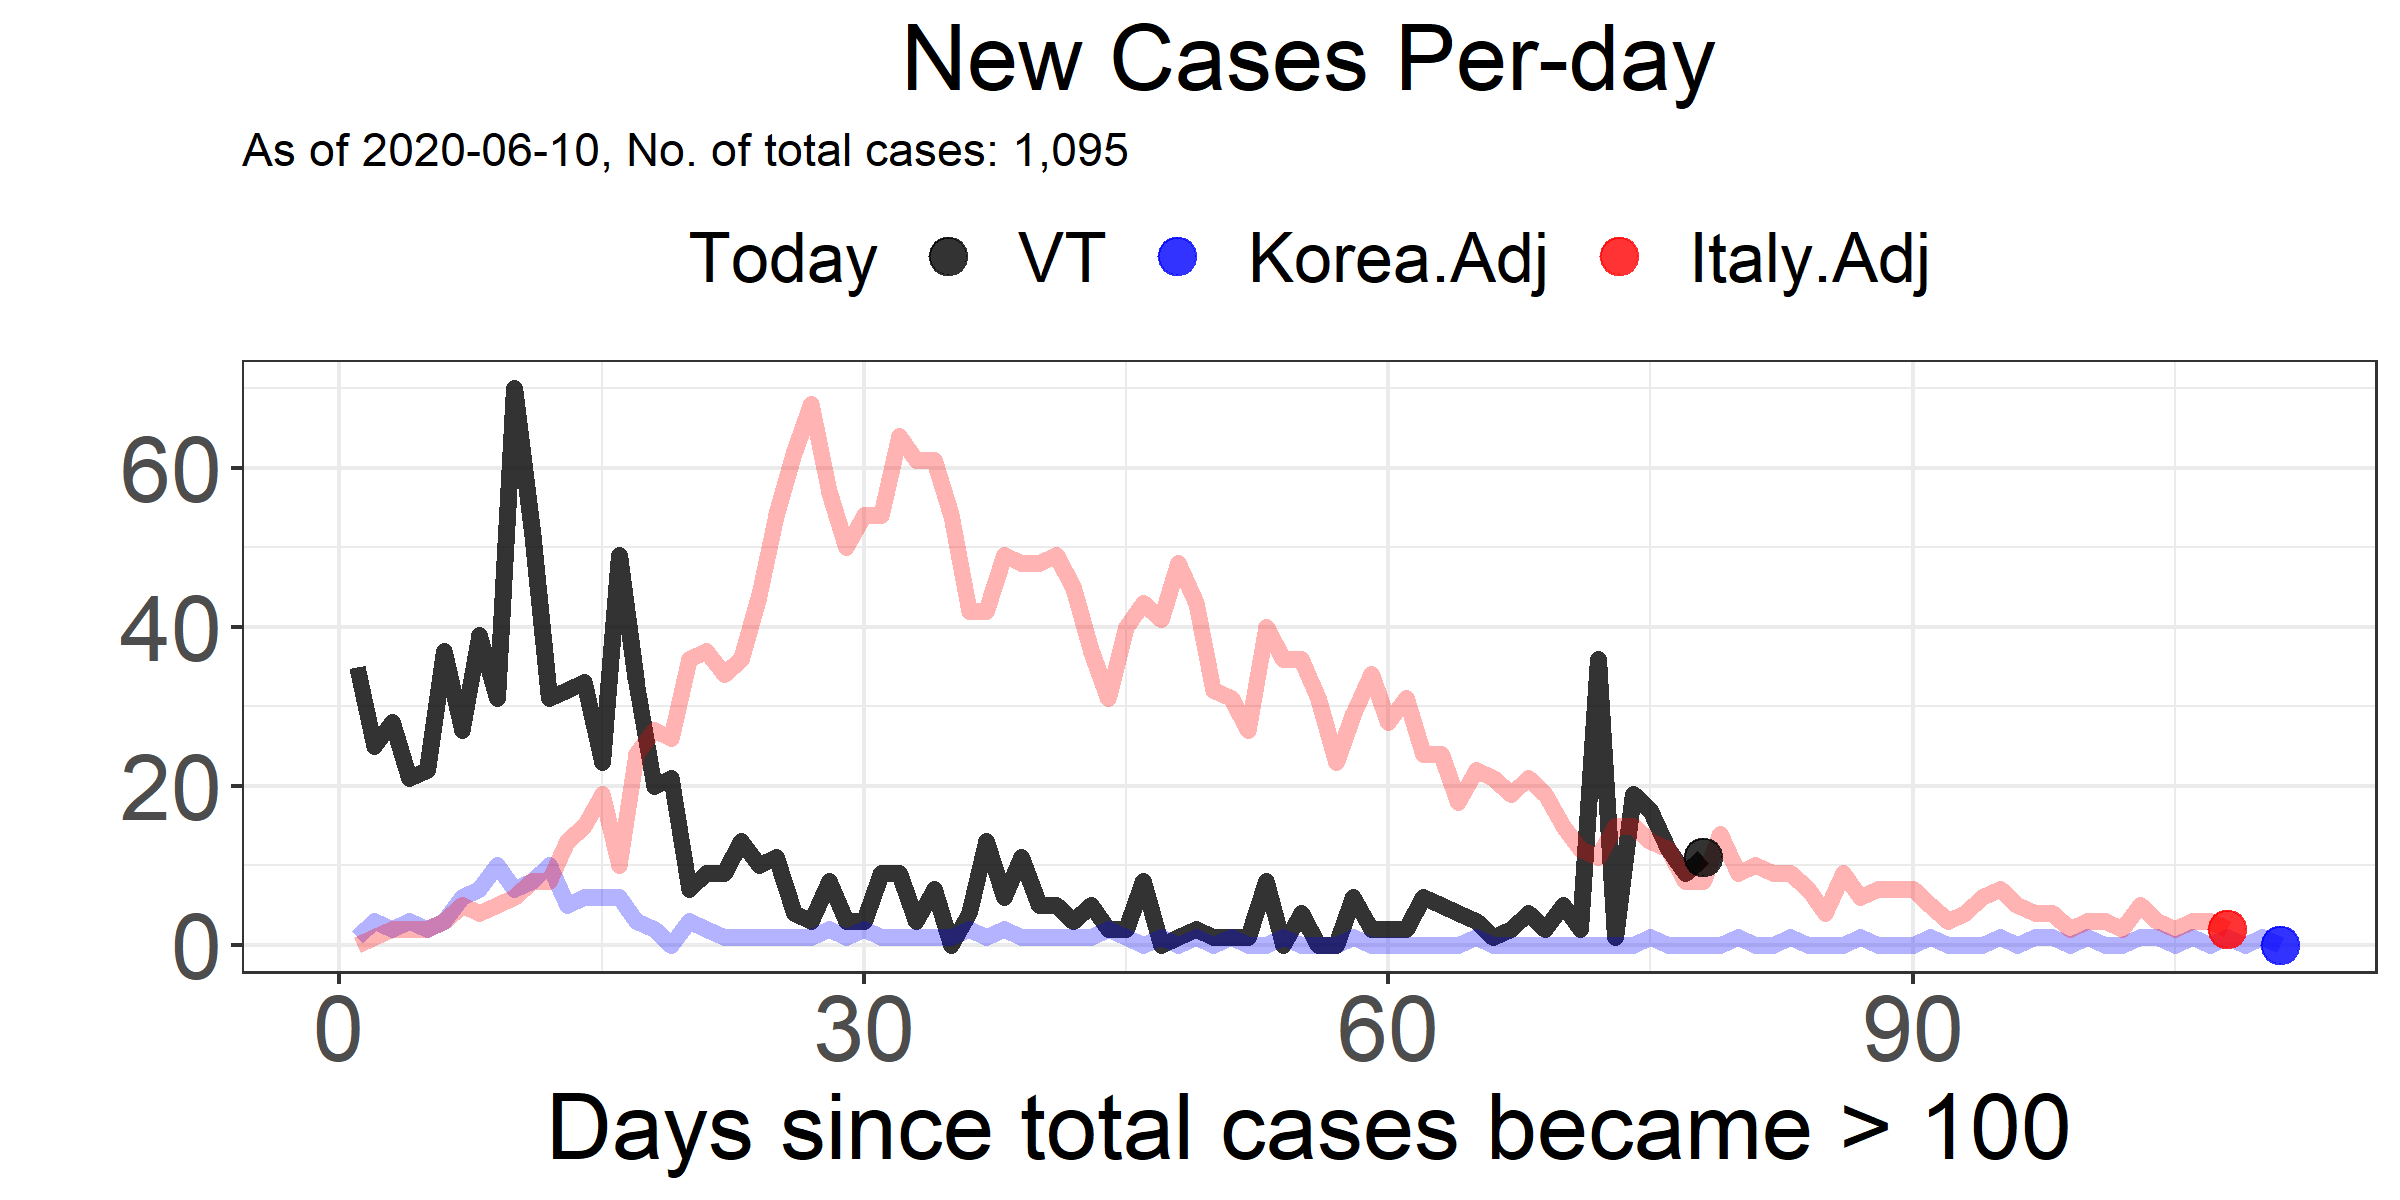 New Cases Per-day
As of 2020-06-10, No. of total cases: 1,095
Today VT Korea.Adj Italy.Adj
60
40
20
0
0 30 60 90
Days since total cases became > 100